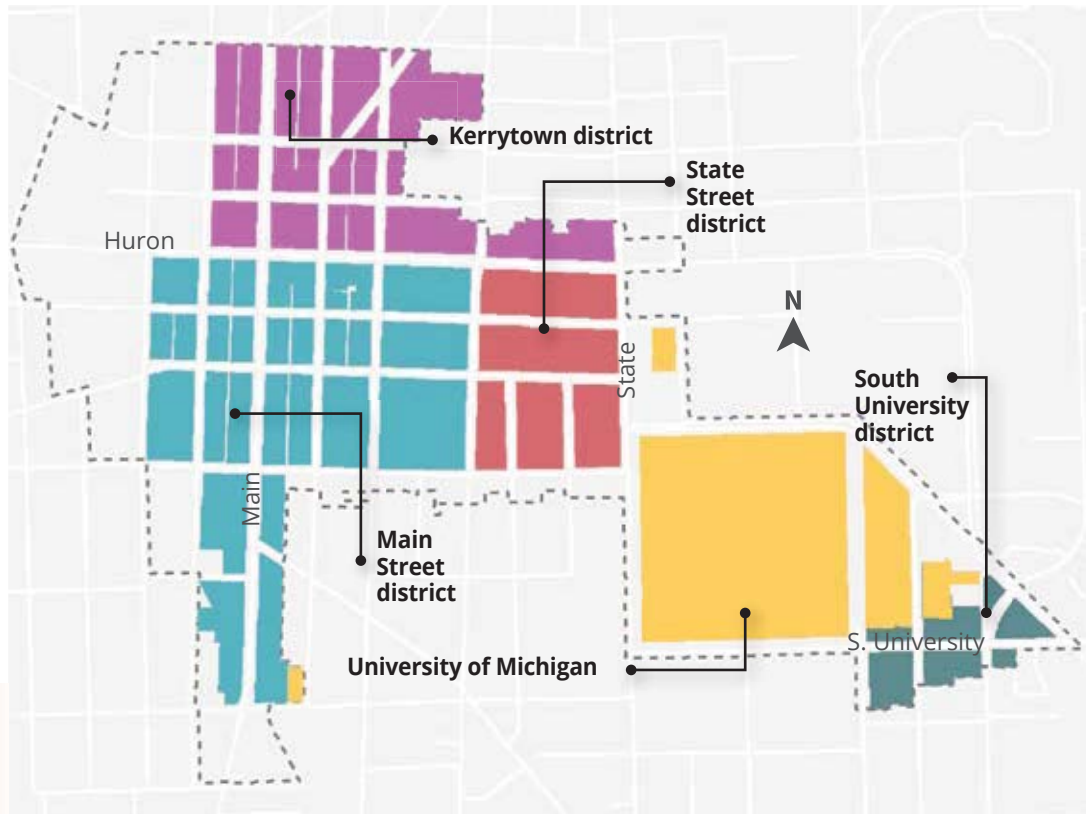 Kerrytown district
State
Street
district
Huron
N
State
South
University
district
Main
Main
Street
district
S. University
University of Michigan